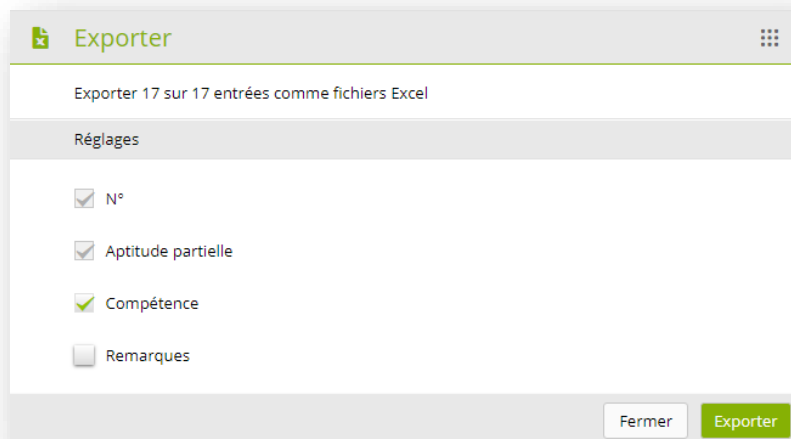 Exporter
Exporter 17 sur 17 entrées comme fichiers Excel
Réglages
N°
Aptitude partielle
Compétence
Remarques
Fermer
Exporter